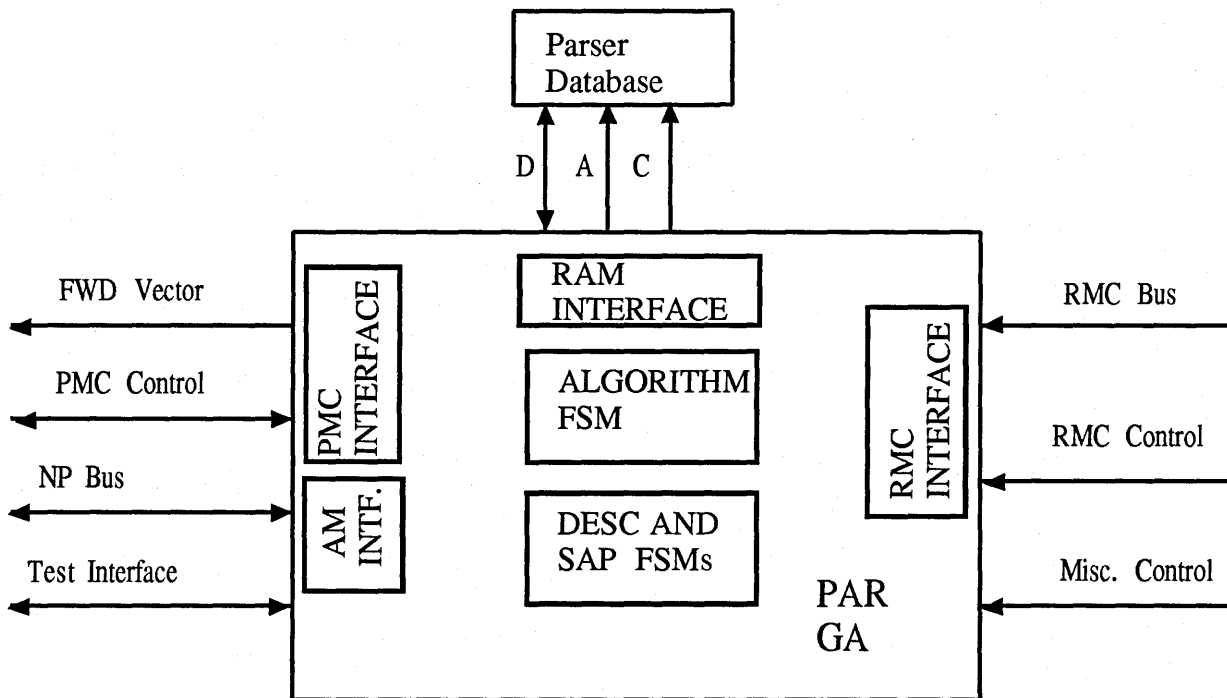 Parser
Database
D A C
FWD Vector
PMC Control
NP Bus
Test Interface
PMC
INTERFACE
AM
INTF.
RAM
INTERFACE
ALGORITHM
FSM
DESC AND
SAP FSMs
RMC
INTERFACE
PAR
GA
RMC Bus
RMC Control
Misc. Control